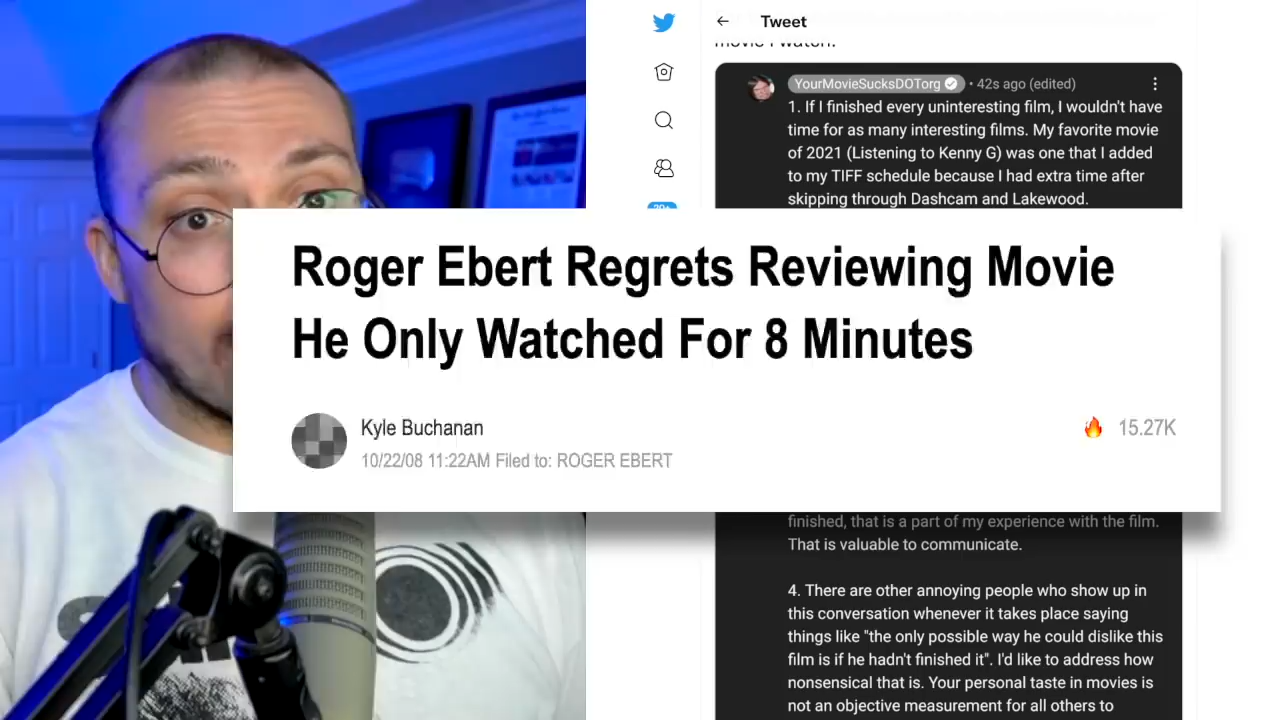 Tweet
movie I watch.
YourMovieSucksDOTorg • 42s ago (edited)
1. If I finished every uninteresting film, I wouldn't have
time for as many interesting films. My favorite movie
of 2021 (Listening to Kenny G) was one that I added
to my TIFF schedule because I had extra time after
skipping through Dashcam and Lakewood.
20+
Roger Ebert Regrets Reviewing Movie
He Only Watched For 8 Minutes
Kyle Buchanan
15.27K
10/22/08 11:22AM Filed to: ROGER EBERT
finished, that is a part of my experience with the film.
That is valuable to communicate.
4. There are other annoying people who show up in
this conversation whenever it takes place saying
things like "the only possible way he could dislike this
film is if he hadn't finished it". I'd like to address how
nonsensical that is. Your personal taste in movies is
not an objective measurement for all others to